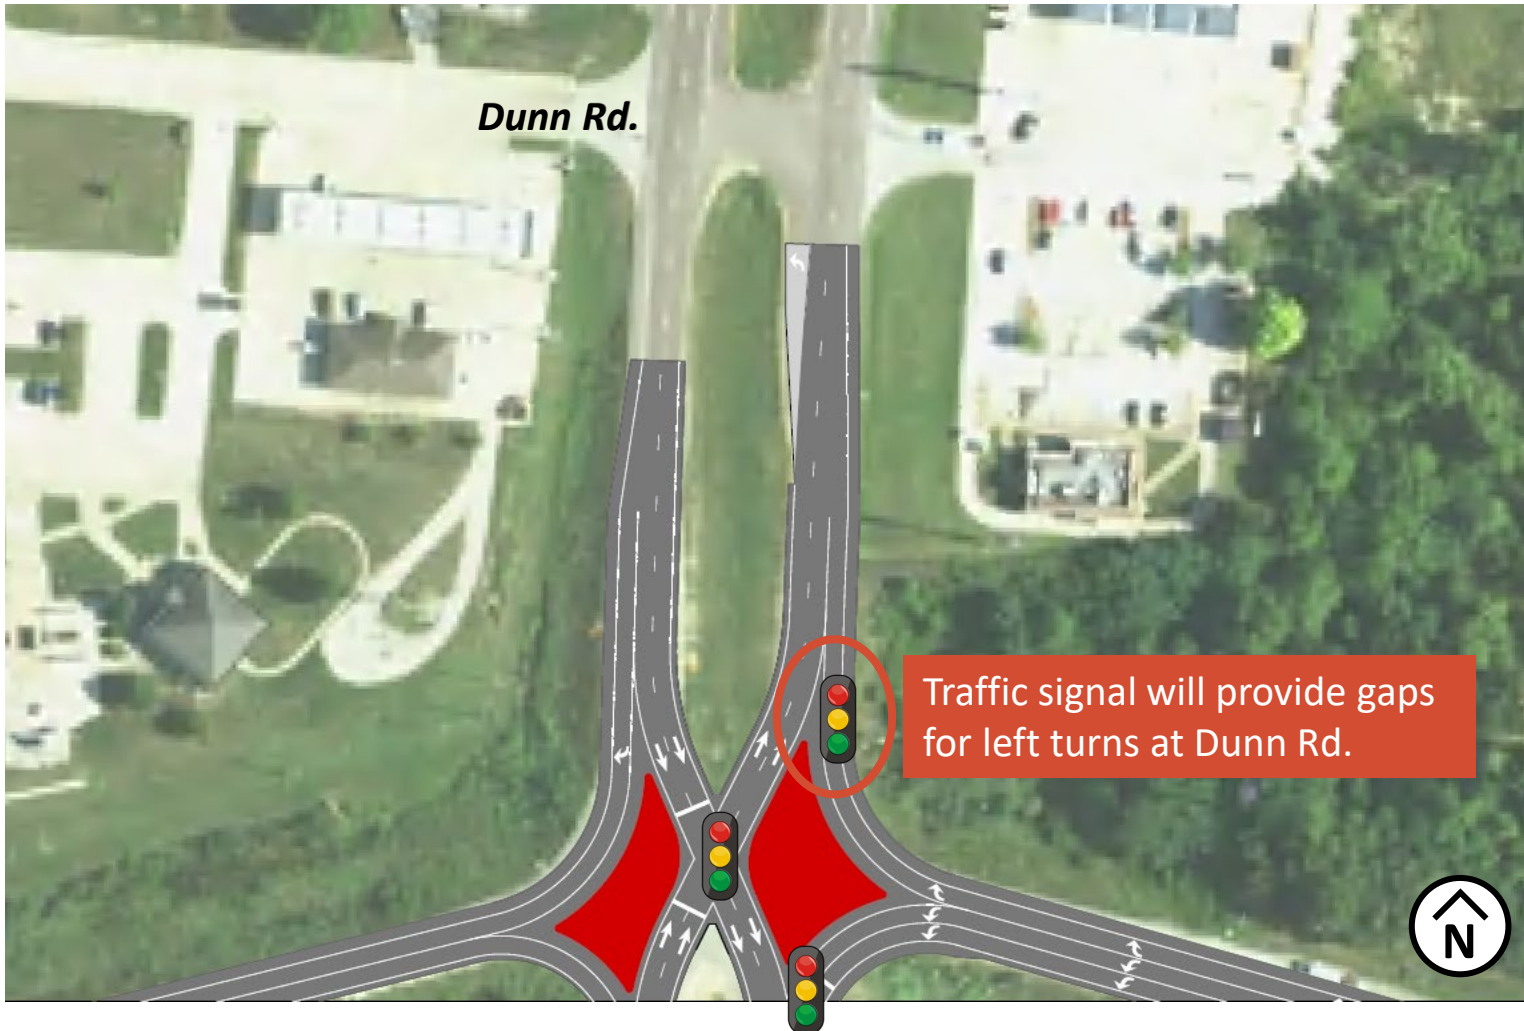 Dunn Rd.
Traffic signal will provide gaps
for left turns at Dunn Rd.
N